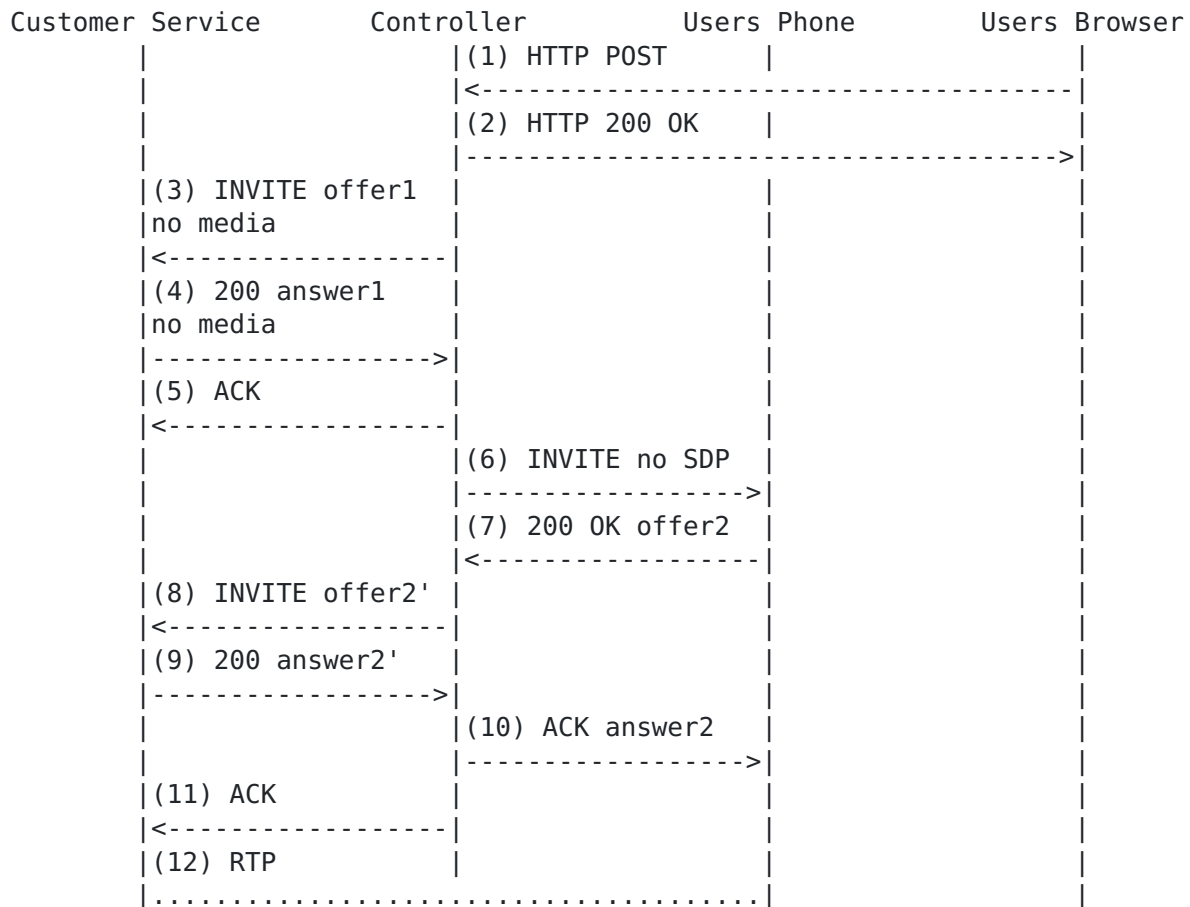 Customer Service Controller Users Phone Users Browser
(1) HTTP POST
(2) HTTP 200 OK
(3) INVITE offer1
no media
(4) 200 answer1
no media
(5) ACK
(6) INVITE no SDP
(7) 200 OK offer2
(8) INVITE offer2'
(9) 200 answer2'
(10) ACK answer2
(11) ACK
(12) RTP